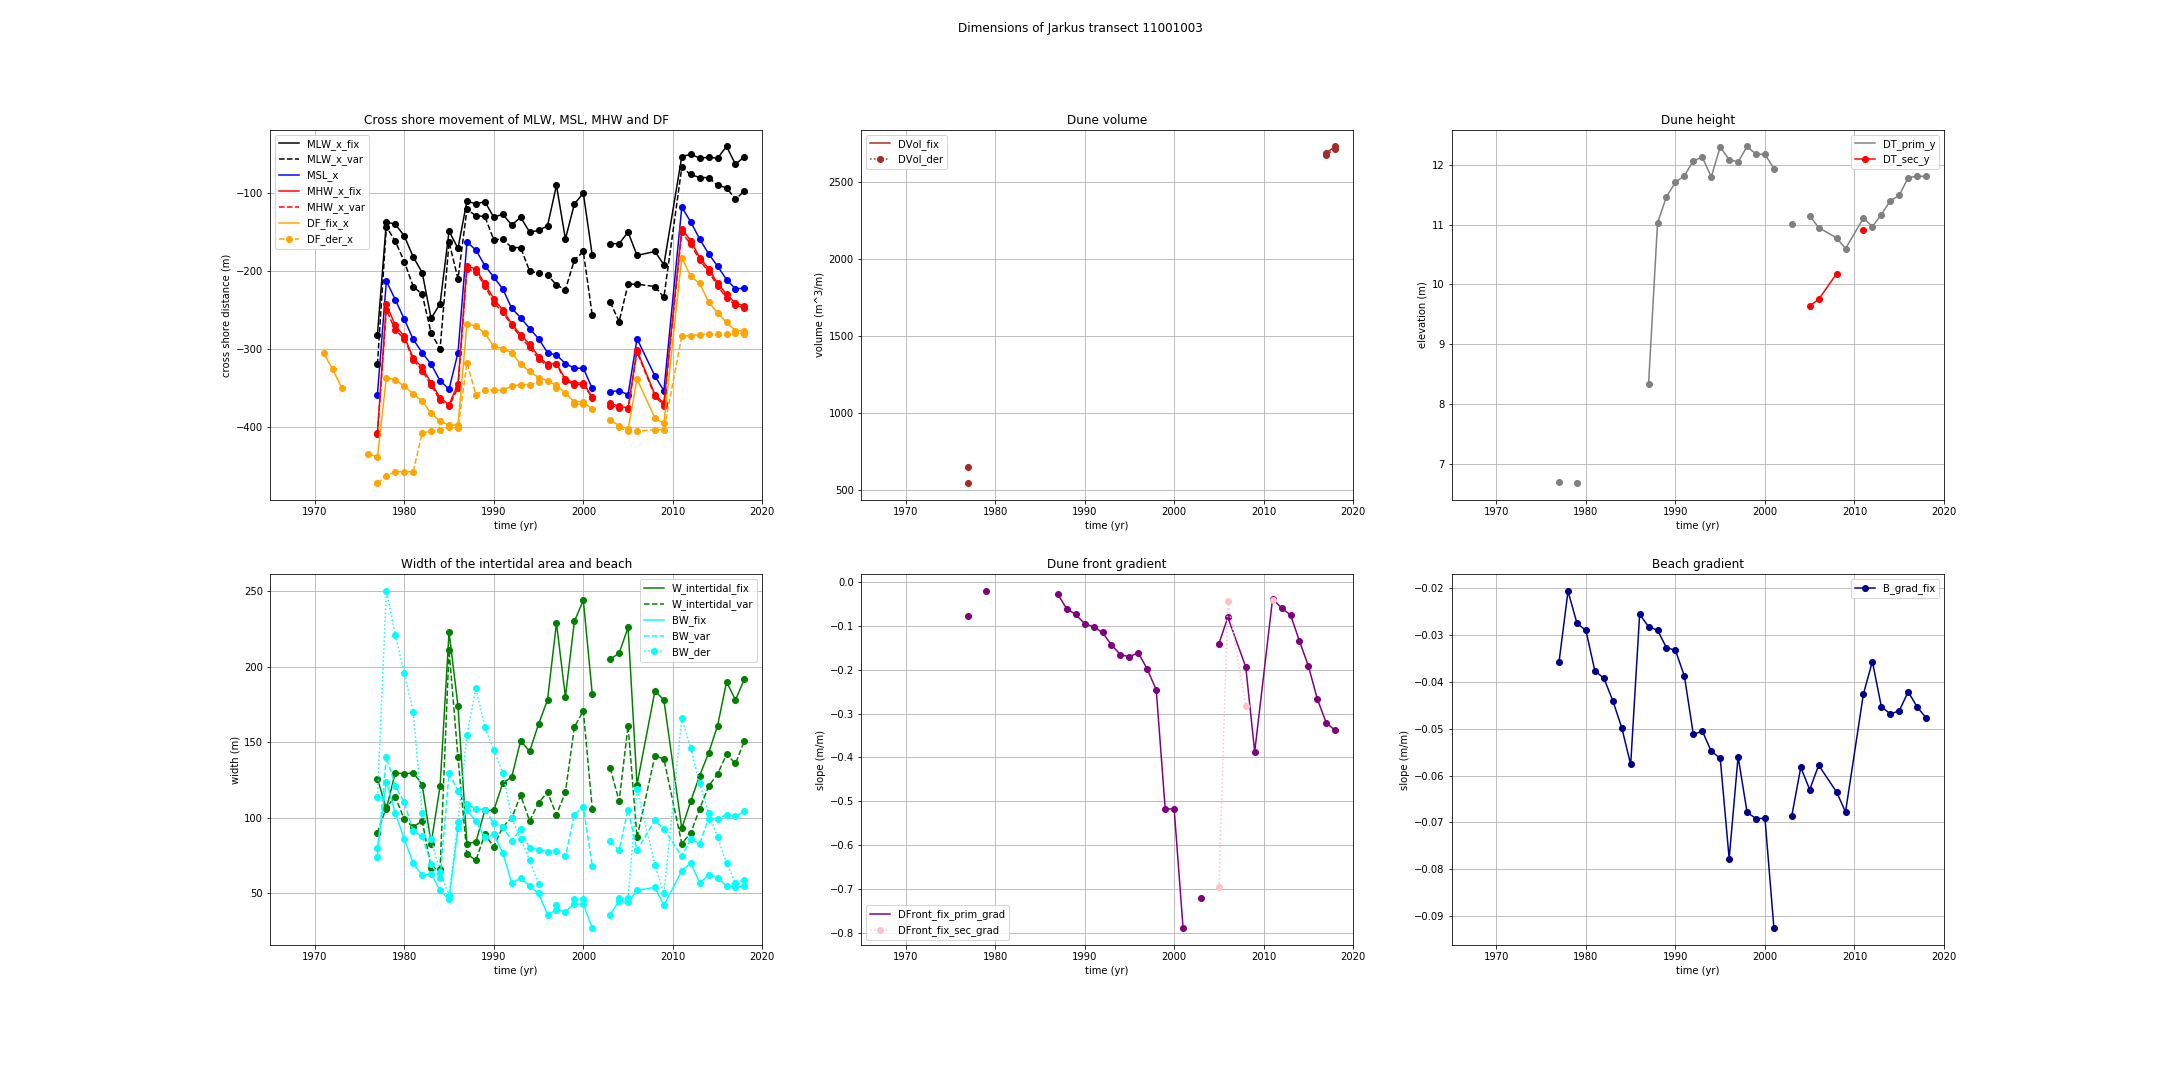 Dimensions of Jarkus transect 11001003
Cross shore movement of MLW, MSL, MHW and DF
MLW_x_fix
MLW_x_var
MSL_x
MHW_x_fix
MHW_x_var
DF_fix_x
DF_der_x
−100
−200
−300
−400
cross shore distance (m)
1970 1980 1990 2000 2010 2020
time (yr)
Dune volume
DVol_fix
DVol_der
2500
2000
1500
1000
500
volume (m^3/m)
1970 1980 1990 2000 2010 2020
time (yr)
Dune height
DT_prim_y
DT_sec_y
12
11
10
9
8
7
elevation (m)
1970 1980 1990 2000 2010 2020
time (yr)
Width of the intertidal area and beach
W_intertidal_fix
W_intertidal_var
BW_fix
BW_var
BW_der
250
200
150
100
50
width (m)
1970 1980 1990 2000 2010 2020
time (yr)
Dune front gradient
0.0
−0.1
−0.2
−0.3
−0.4
−0.5
−0.6
−0.7
−0.8
slope (m/m)
DFront_fix_prim_grad
DFront_fix_sec_grad
1970 1980 1990 2000 2010 2020
time (yr)
Beach gradient
B_grad_fix
−0.02
−0.03
−0.04
−0.05
−0.06
−0.07
−0.08
−0.09
slope (m/m)
1970 1980 1990 2000 2010 2020
time (yr)